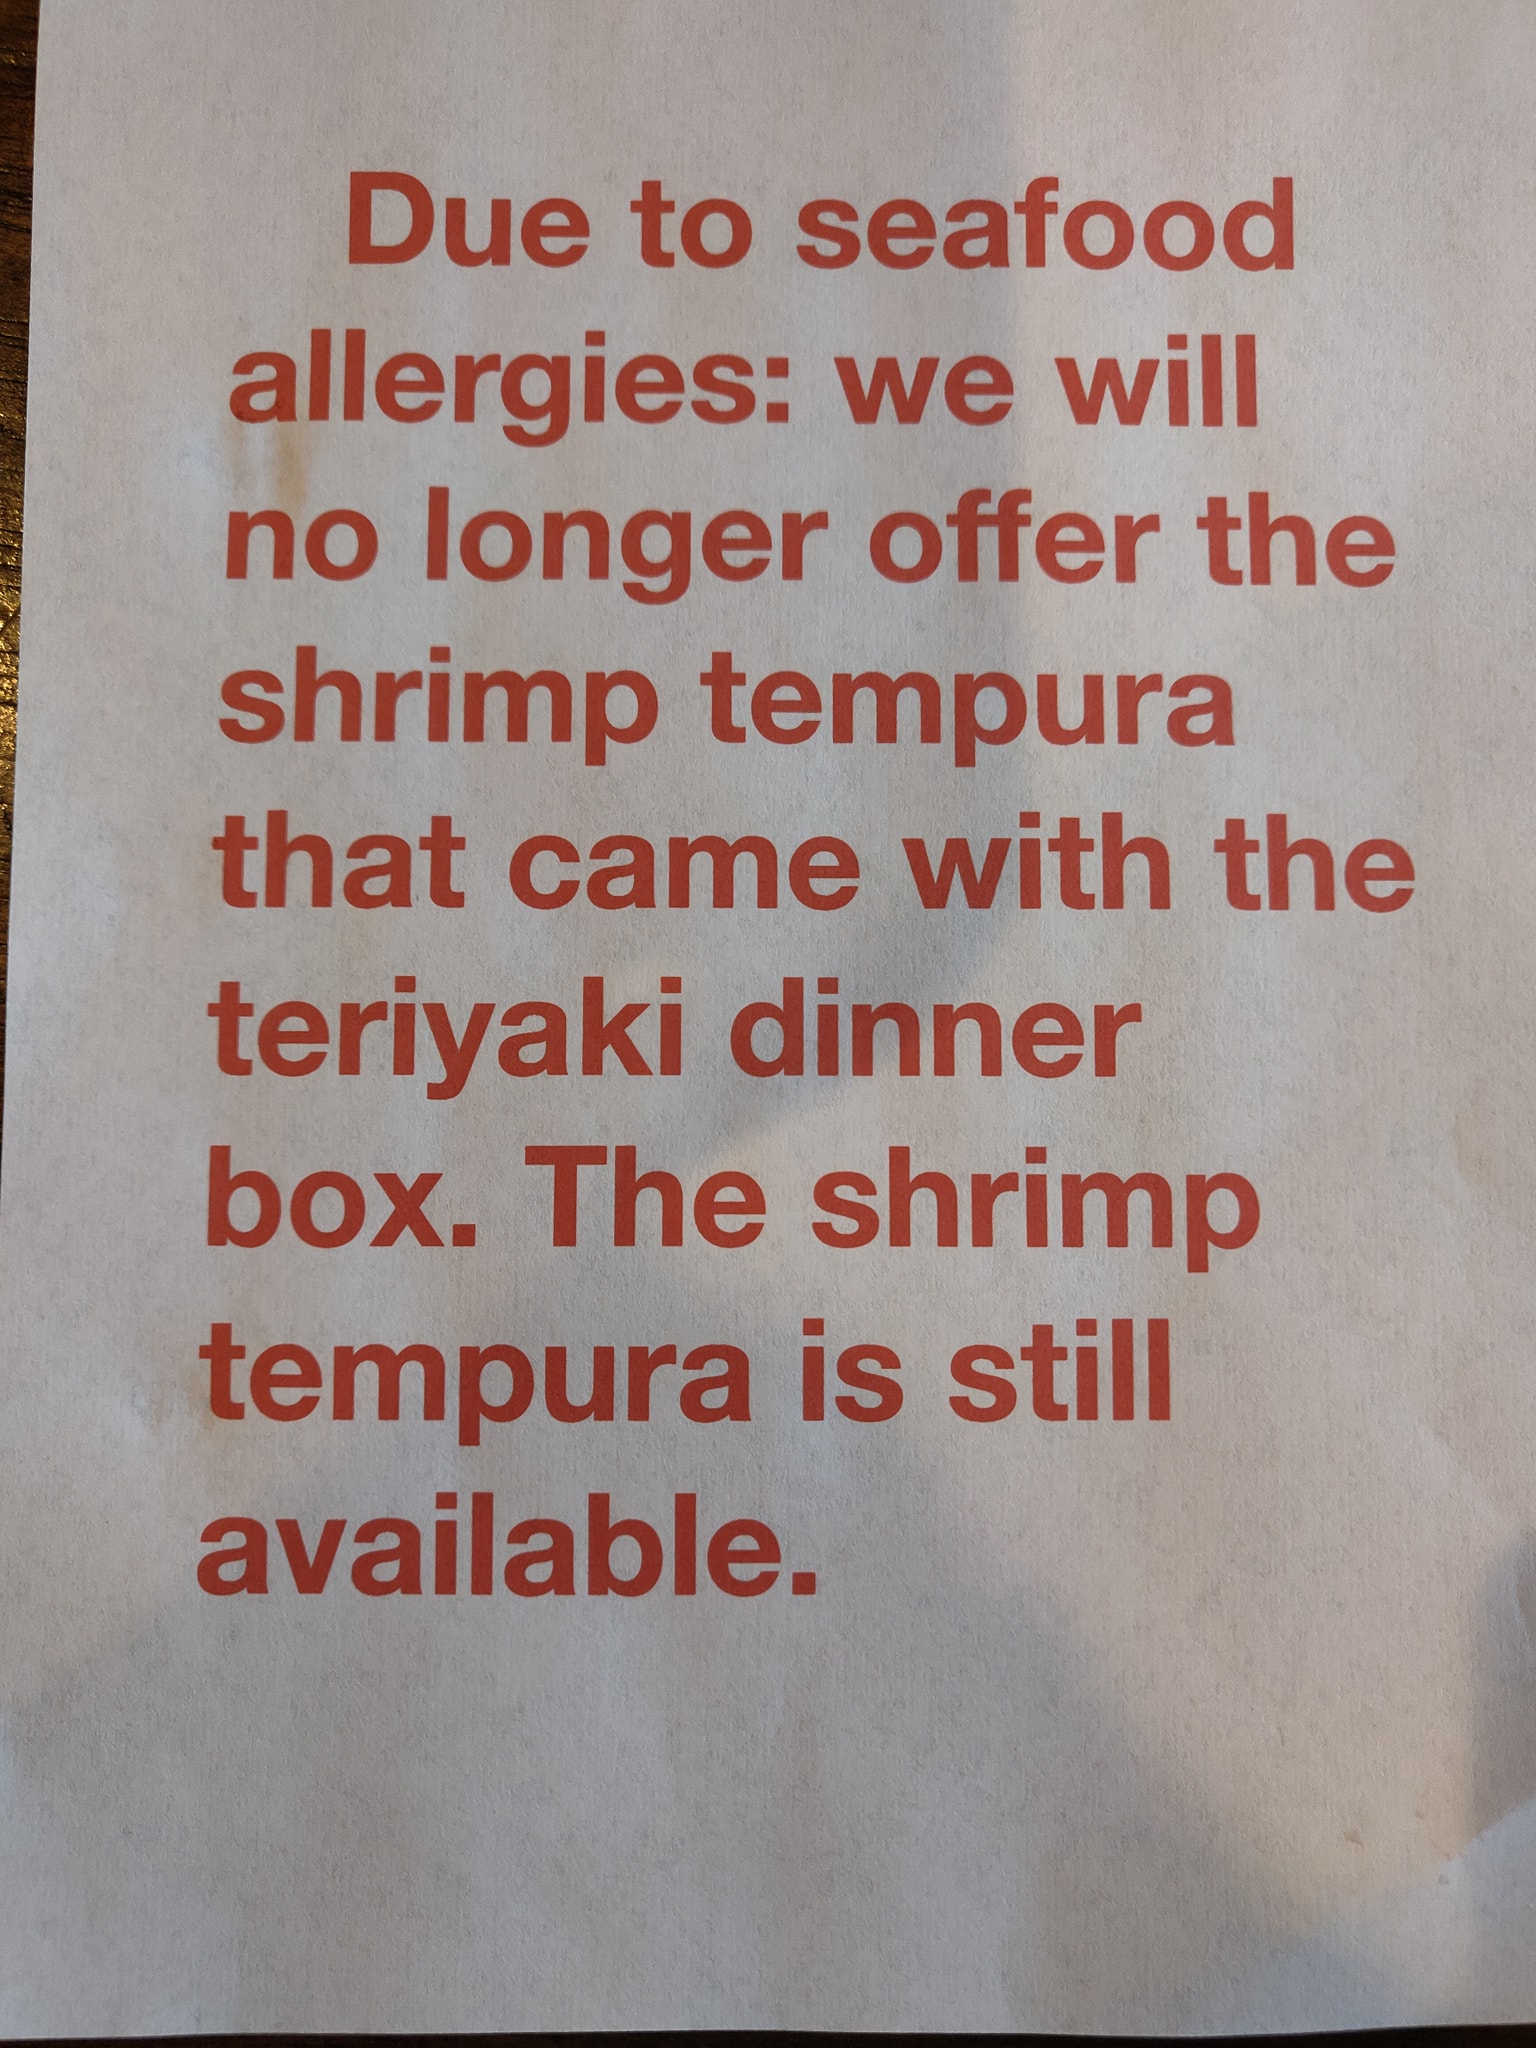 Due to seafood
allergies: we will
no longer offer the
shrimp tempura
that came with the
teriyaki dinner
box. The shrimp
tempura is still
available.